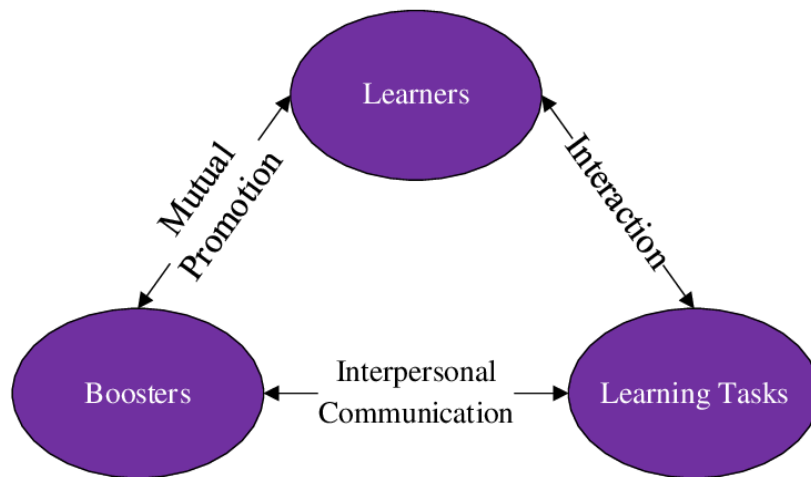 Learners
Mutual
Promotion
Interaction
Boosters
Interpersonal
Communication
Learning Tasks